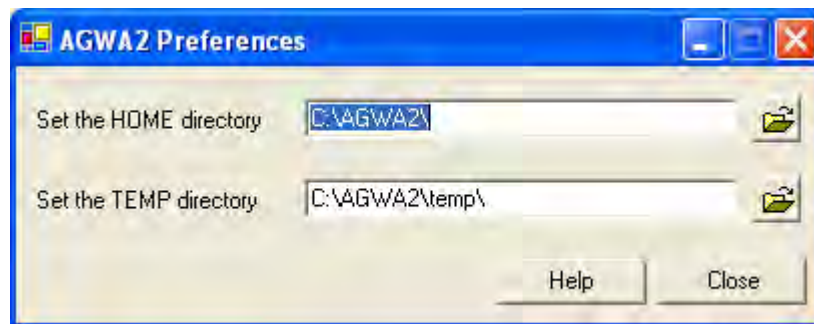 AGWA2 Preferences
Set the HOME directory C:\AGWA2\
Set the TEMP directory C:\AGWA2\temp\
Help Close